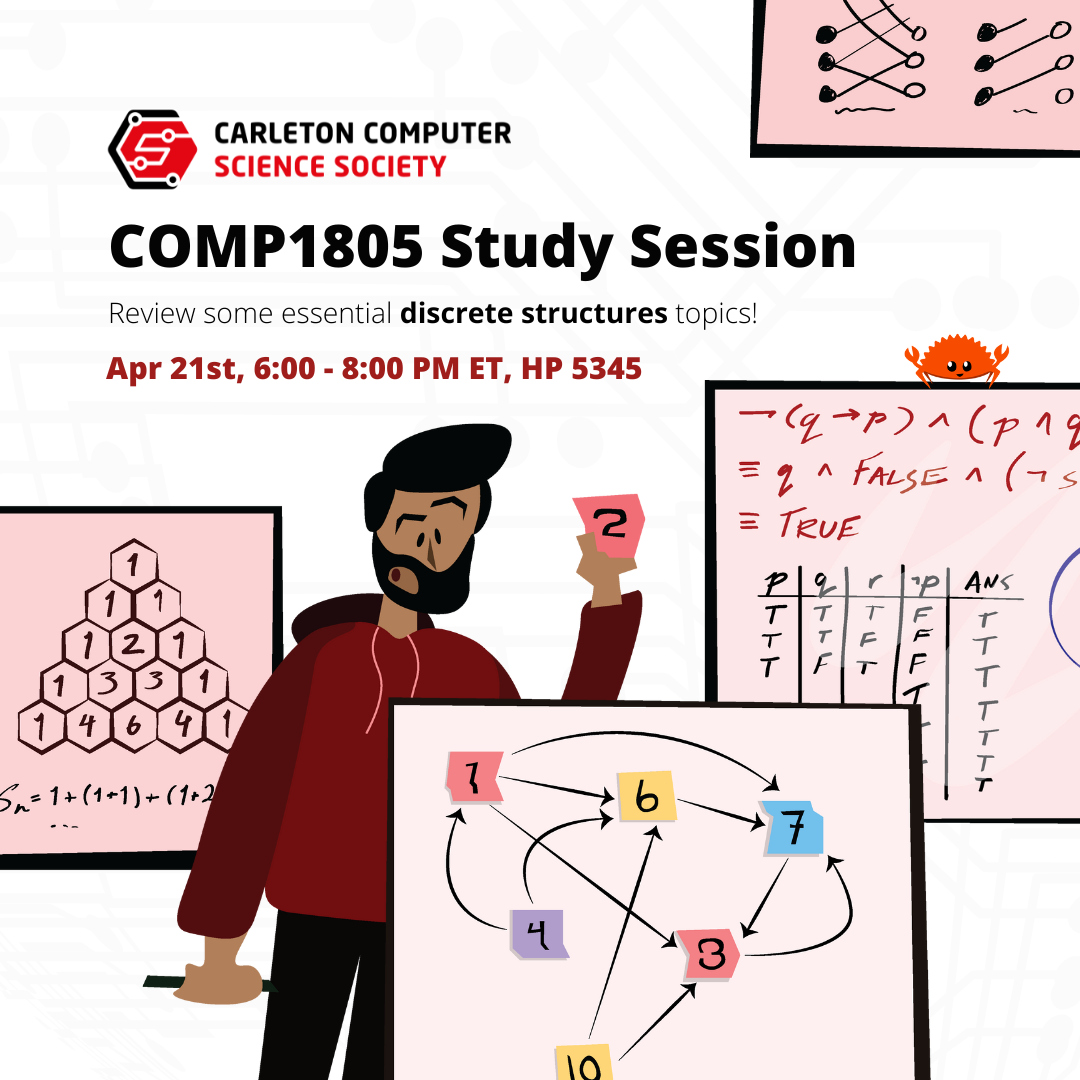 CARLETON COMPUTER
SCIENCE SOCIETY
COMP1805 Study Session
Review some essential discrete structures topics!
Apr 21st, 6:00 - 8:00 PM ET, HP 5345
¬(q→p) ∧ (p ∧ q
≡ q ∧ FALSE ∧ (¬ s
≡ TRUE
p q r ¬p ANS
T T T F T
T T F F T
T F T F T
T T
T
T
T
2
1
1 1
1 2 1
1 3 3 1
1 4 6 4 1
Sn = 1 + (1+1) + (1+2
...
1
6
7
4
3
10